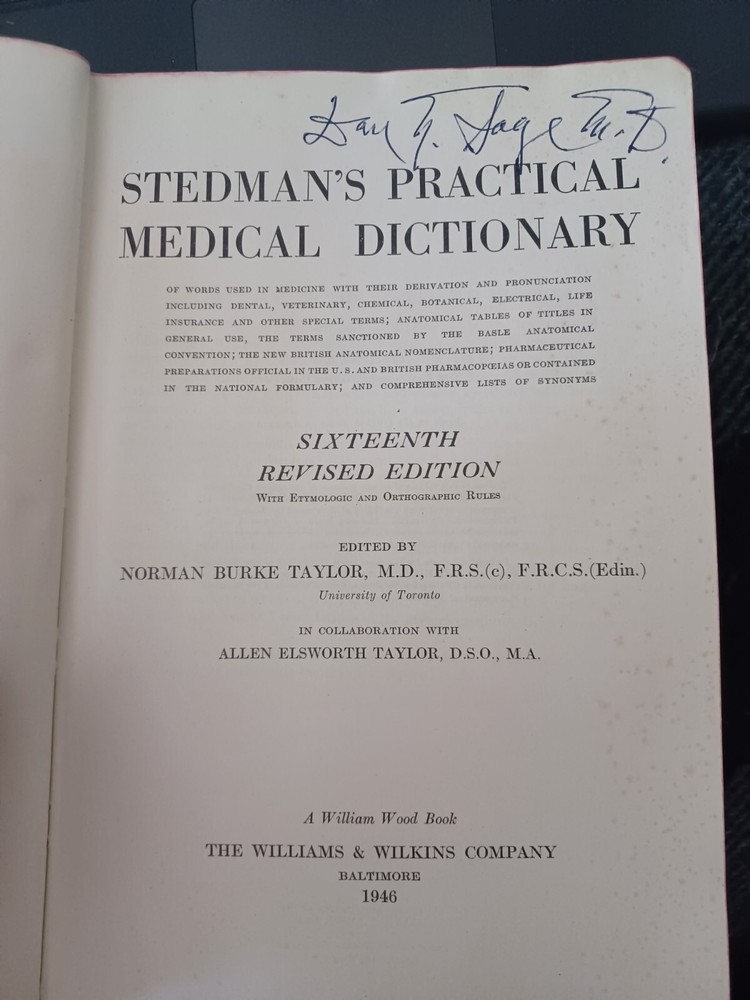 Dan N. Sage M.D.
STEDMAN'S PRACTICAL
MEDICAL DICTIONARY
OF WORDS USED IN MEDICINE WITH THEIR DERIVATION AND PRONUNCIATION
INCLUDING DENTAL, VETERINARY, CHEMICAL, BOTANICAL, ELECTRICAL, LIFE
INSURANCE AND OTHER SPECIAL TERMS; ANATOMICAL TABLES OF TITLES IN
GENERAL USE, THE TERMS SANCTIONED BY THE BASLE ANATOMICAL
CONVENTION; THE NEW BRITISH ANATOMICAL NOMENCLATURE; PHARMACEUTICAL
PREPARATIONS OFFICIAL IN THE U. S. AND BRITISH PHARMACOPŒIAS OR CONTAINED
IN THE NATIONAL FORMULARY; AND COMPREHENSIVE LISTS OF SYNONYMS
SIXTEENTH
REVISED EDITION
WITH ETYMOLOGIC AND ORTHOGRAPHIC RULES
EDITED BY
NORMAN BURKE TAYLOR, M.D., F.R.S.(c), F.R.C.S.(Edin.)
University of Toronto
IN COLLABORATION WITH
ALLEN ELSWORTH TAYLOR, D.S.O., M.A.
A William Wood Book
THE WILLIAMS & WILKINS COMPANY
BALTIMORE
1946